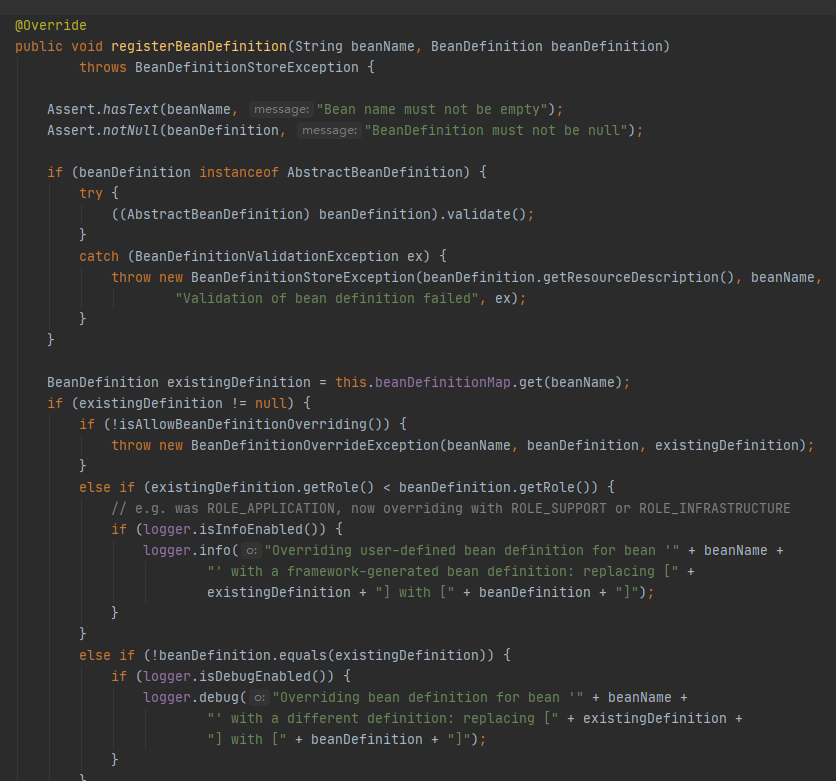 @Override
public void registerBeanDefinition(String beanName, BeanDefinition beanDefinition)
        throws BeanDefinitionStoreException {

    Assert.hasText(beanName, message: "Bean name must not be empty");
    Assert.notNull(beanDefinition, message: "BeanDefinition must not be null");

    if (beanDefinition instanceof AbstractBeanDefinition) {
        try {
            ((AbstractBeanDefinition) beanDefinition).validate();
        }
        catch (BeanDefinitionValidationException ex) {
            throw new BeanDefinitionStoreException(beanDefinition.getResourceDescription(), beanName,
                    "Validation of bean definition failed", ex);
        }
    }

    BeanDefinition existingDefinition = this.beanDefinitionMap.get(beanName);
    if (existingDefinition != null) {
        if (!isAllowBeanDefinitionOverriding()) {
            throw new BeanDefinitionOverrideException(beanName, beanDefinition, existingDefinition);
        }
        else if (existingDefinition.getRole() < beanDefinition.getRole()) {
            // e.g. was ROLE_APPLICATION, now overriding with ROLE_SUPPORT or ROLE_INFRASTRUCTURE
            if (logger.isInfoEnabled()) {
                logger.info( o: "Overriding user-defined bean definition for bean '" + beanName +
                        "' with a framework-generated bean definition: replacing [" +
                        existingDefinition + "] with [" + beanDefinition + "]");
            }
        }
        else if (!beanDefinition.equals(existingDefinition)) {
            if (logger.isDebugEnabled()) {
                logger.debug( o: "Overriding bean definition for bean '" + beanName +
                        "' with a different definition: replacing [" + existingDefinition +
                        "] with [" + beanDefinition + "]");
            }
        }